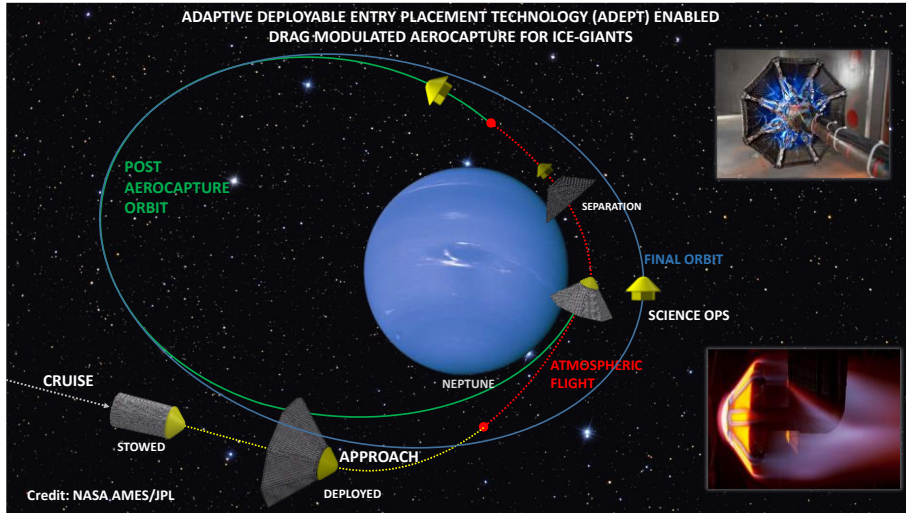 ADAPTIVE DEPLOYABLE ENTRY PLACEMENT TECHNOLOGY (ADEPT) ENABLED
DRAG MODULATED AEROCAPTURE FOR ICE-GIANTS
POST
AEROCAPTURE
ORBIT
SEPARATION
FINAL ORBIT
SCIENCE OPS
ATMOSPHERIC
FLIGHT
NEPTUNE
CRUISE
STOWED
APPROACH
DEPLOYED
Credit: NASA AMES/JPL